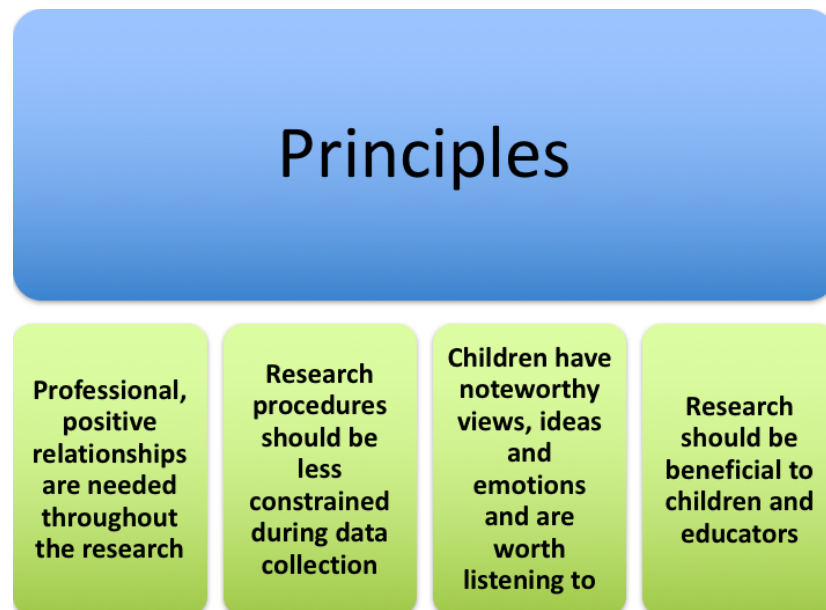 Principles
Professional,
positive
relationships
are needed
throughout
the research
Research
procedures
should be
less
constrained
during data
collection
Children have
noteworthy
views, ideas
and
emotions
and are
worth
listening to
Research
should be
beneficial to
children and
educators